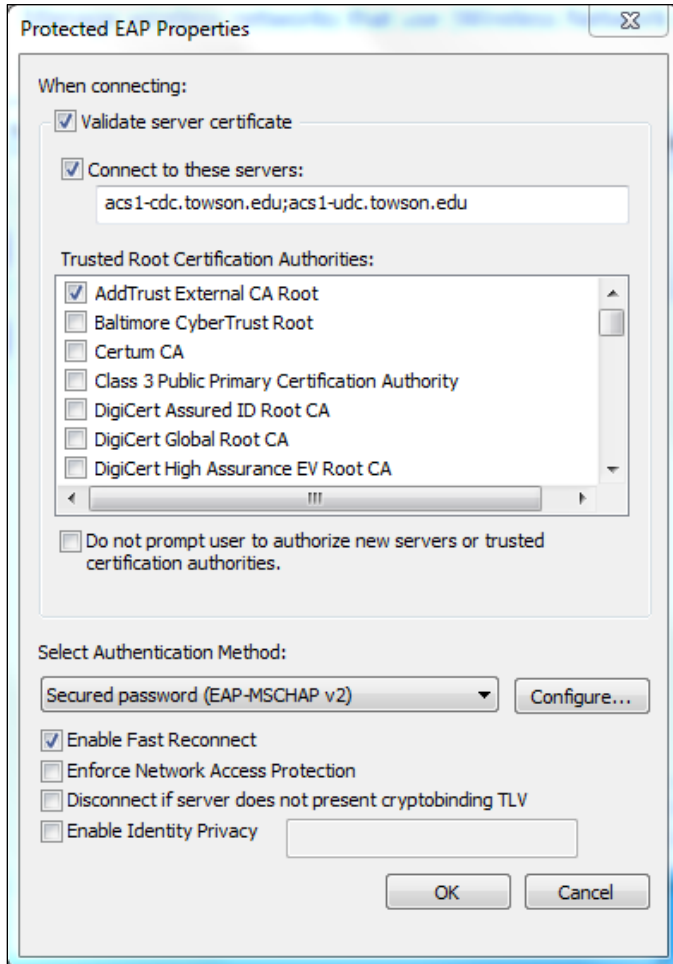 Protected EAP Properties
When connecting:
Validate server certificate
Connect to these servers:
acs1-cdc.towson.edu;acs1-udc.towson.edu
Trusted Root Certification Authorities:
AddTrust External CA Root
Baltimore CyberTrust Root
Certum CA
Class 3 Public Primary Certification Authority
DigiCert Assured ID Root CA
DigiCert Global Root CA
DigiCert High Assurance EV Root CA
Do not prompt user to authorize new servers or trusted
certification authorities.
Select Authentication Method:
Secured password (EAP-MSCHAP v2)
Configure...
Enable Fast Reconnect
Enforce Network Access Protection
Disconnect if server does not present cryptobinding TLV
Enable Identity Privacy
OK
Cancel